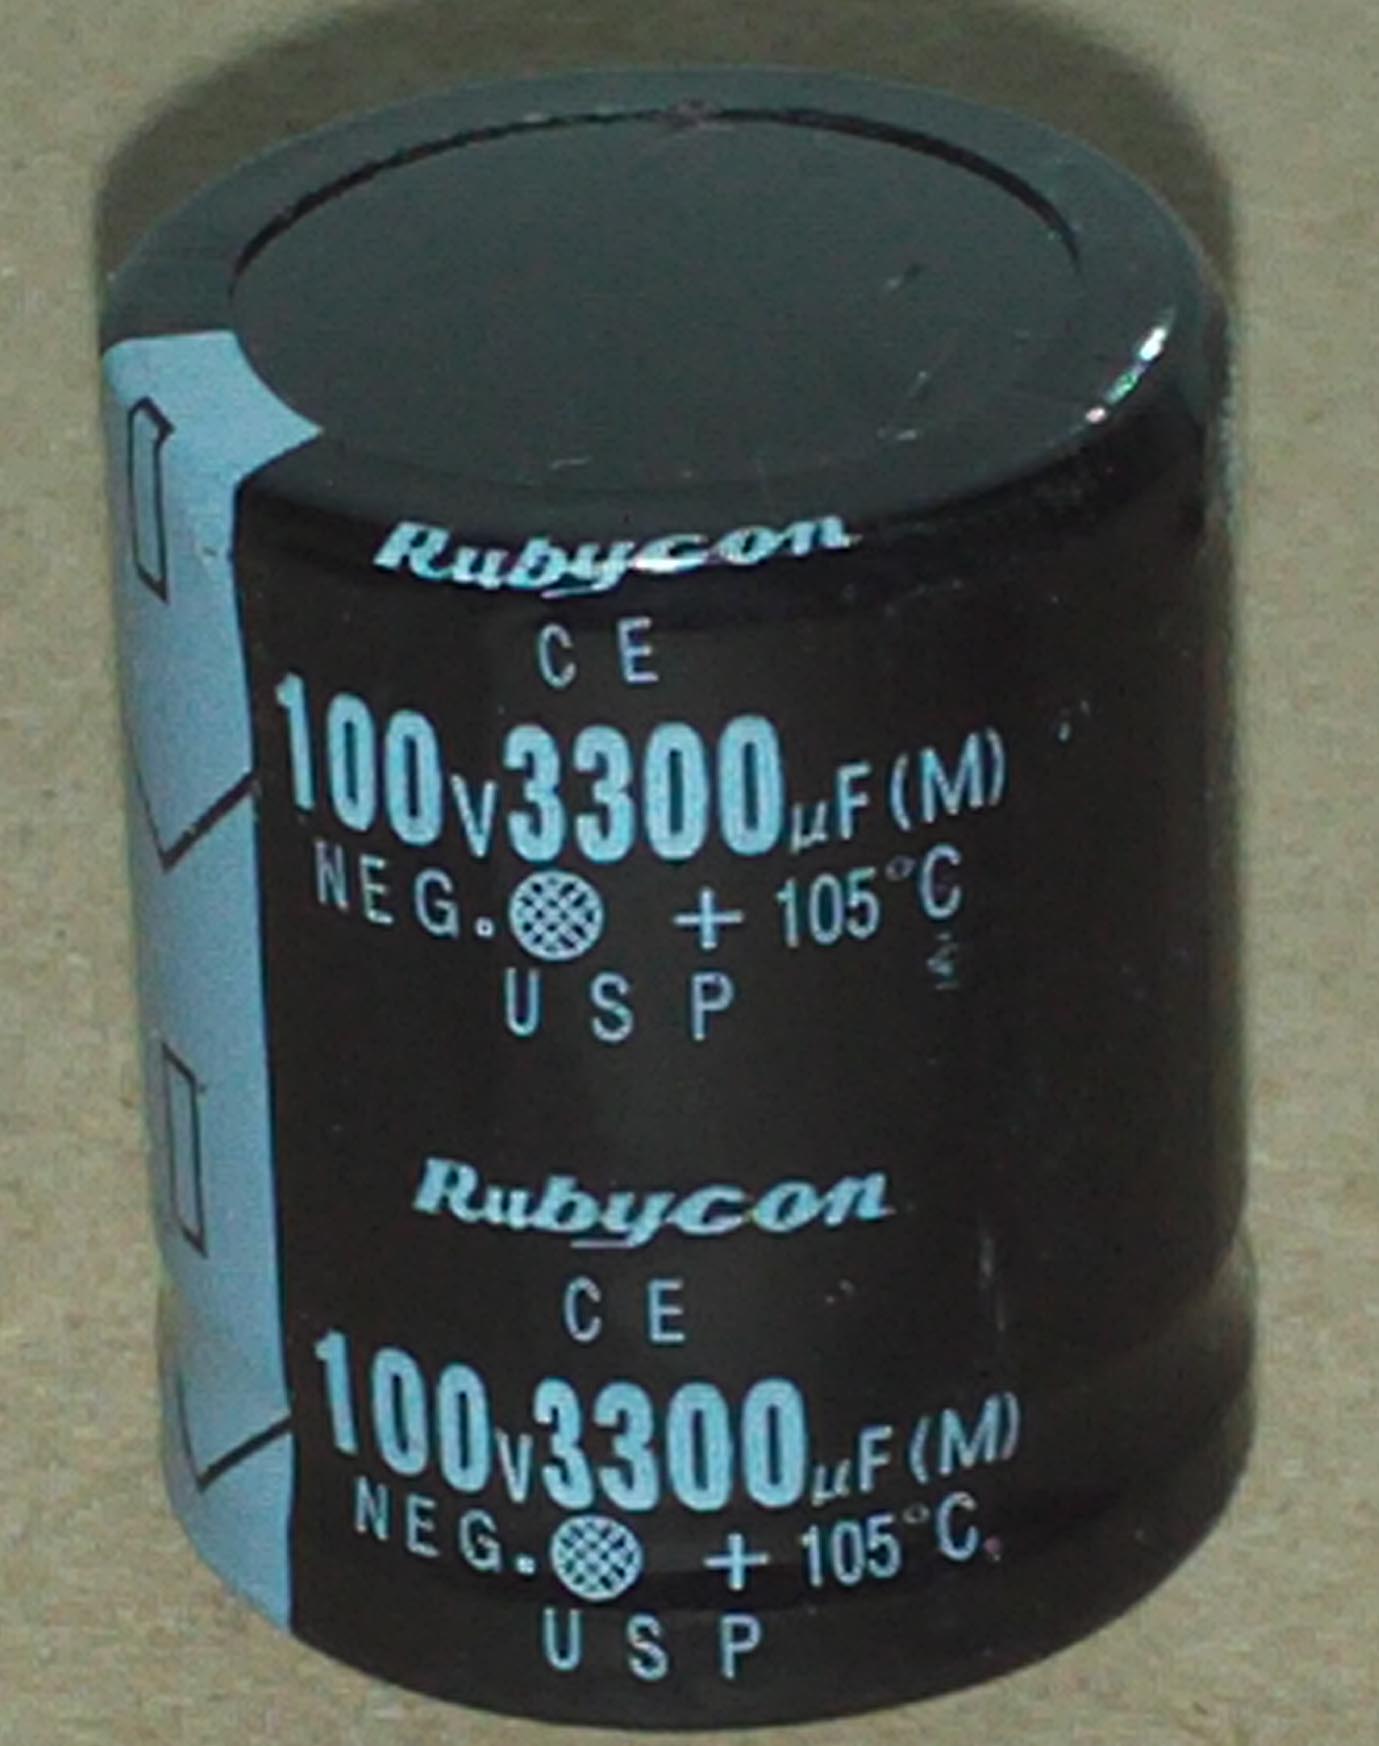 Rubycon
CE
100V3300µF(M)
NEG. + 105°C
USP
Rubycon
CE
100V3300µF(M)
NEG. + 105°C
USP